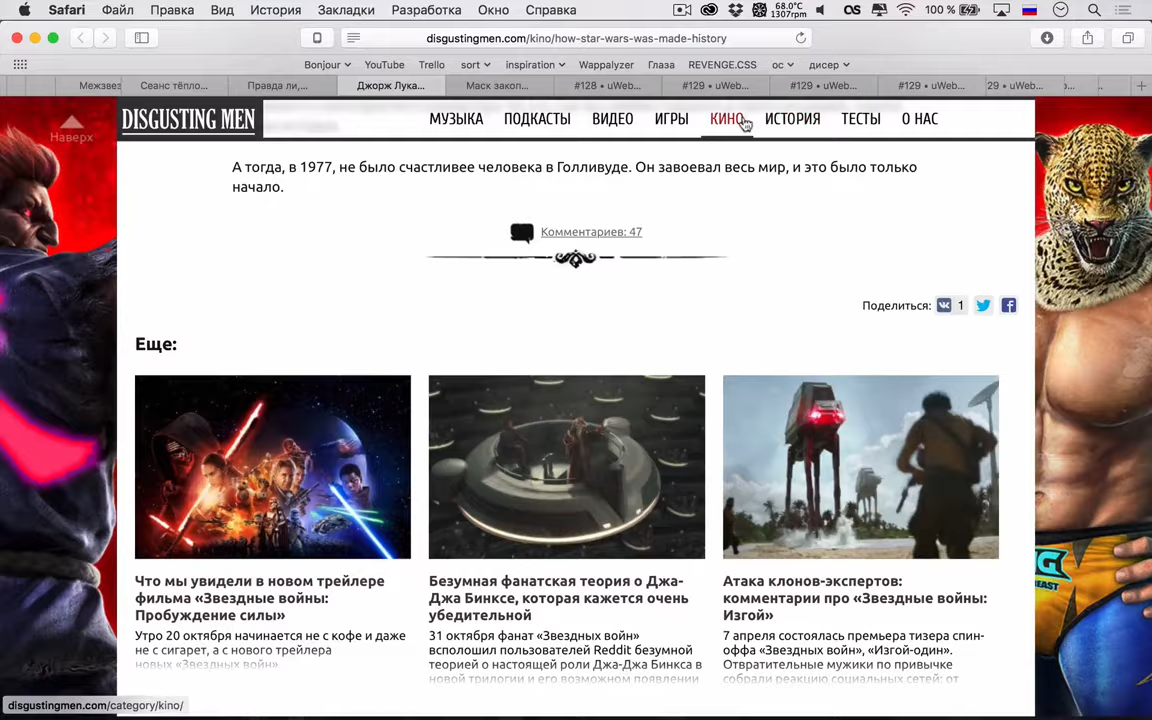 Safari Файл Правка Вид История Закладки Разработка Окно Справка 68.0°C 1307rpm 100 %
disgustingmen.com/kino/how-star-wars-was-made-history
Bonjour YouTube Trello sort inspiration Wappalyzer Глаза REVENGE.CSS ос дисер
Межзвез Сеанс тёпло... Правда ли,... Джорж Лука... Маск закоп... #128 • uWeb... #129 • uWeb... #129 • uWeb... #129 • uWeb... 29 • uWeb...
Наверх
DISGUSTING MEN МУЗЫКА ПОДКАСТЫ ВИДЕО ИГРЫ КИНО ИСТОРИЯ ТЕСТЫ О НАС
А тогда, в 1977, не было счастливее человека в Голливуде. Он завоевал весь мир, и это было только
начало.
Комментариев: 47
Поделиться: 1
Еще:
Что мы увидели в новом трейлере
фильма «Звездные войны:
Пробуждение силы»
Утро 20 октября начинается не с кофе и даже
не с сигарет, а с нового трейлера
новых «Звездных войн».
Безумная фанатская теория о Джа-
Джа Бинксе, которая кажется очень
убедительной
31 октября фанат «Звездных войн»
всполошил пользователей Reddit безумной
теорией о настоящей роли Джа-Джа Бинкса в
новой трилогии и его возможном появлении
Атака клонов-экспертов:
комментарии про «Звездные войны:
Изгой»
7 апреля состоялась премьера тизера спин-
оффа «Звездных войн», «Изгой-один».
Отвратительные мужики по привычке
собрали реакцию социальных сетей: от
disgustingmen.com/category/kino/